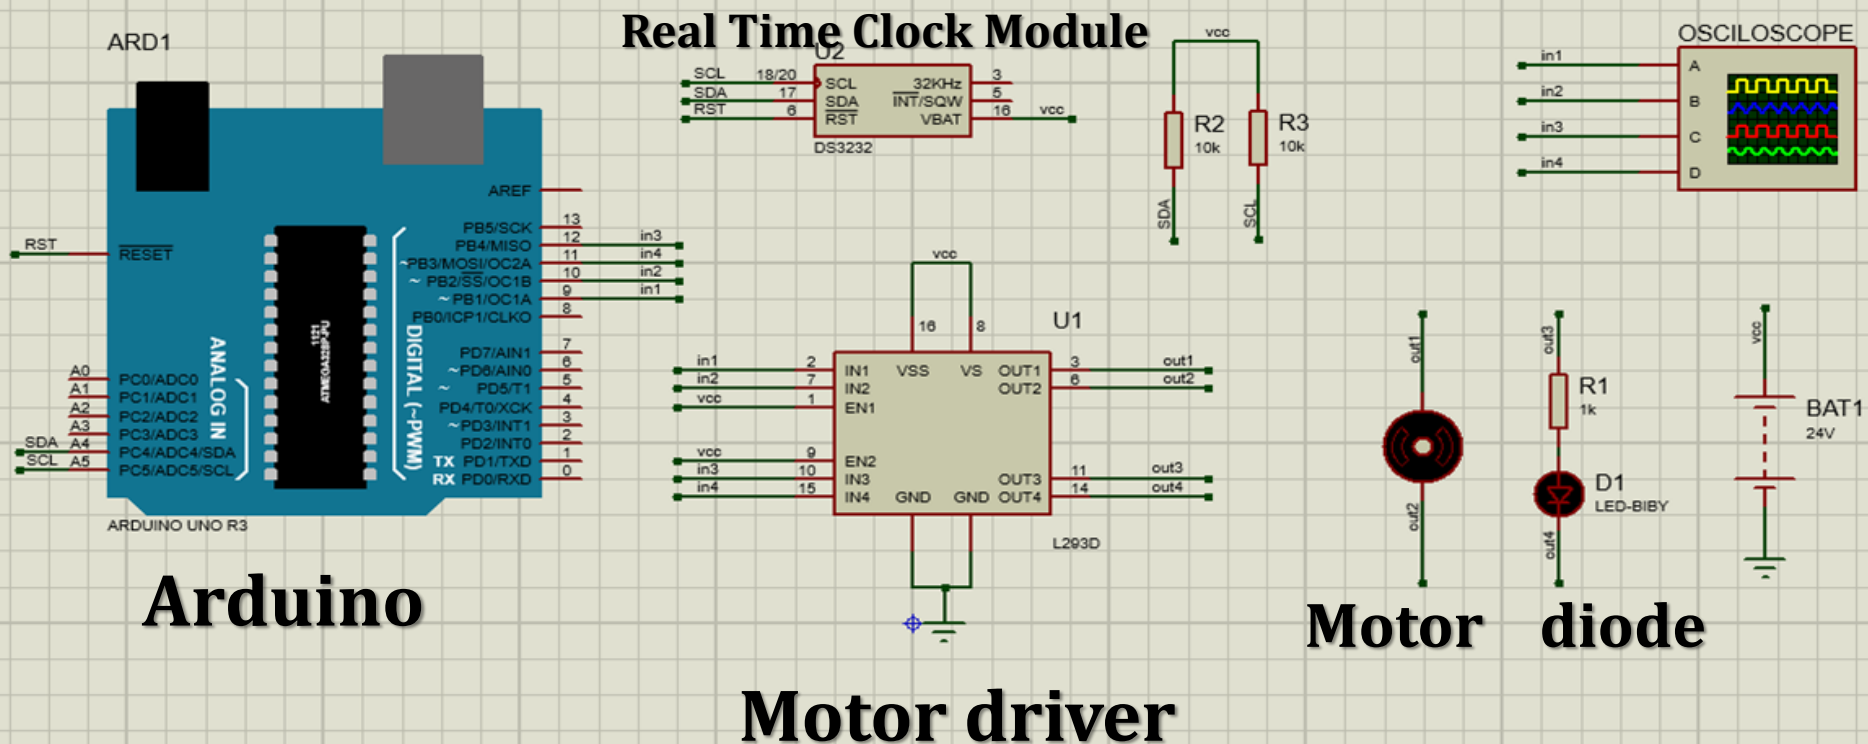 Real Time Clock Module
ARD1
RESET
RST
AREF
PB5/SCK 13
PB4/MISO 12 in3
~PB3/MOSI/OC2A 11 in4
~ PB2/SS/OC1B 10 in2
~ PB1/OC1A 9 in1
PB0/ICP1/CLKO 8
PD7/AIN1 7
~PD6/AIN0 6
~ PD5/T1 5
PD4/T0/XCK 4
~PD3/INT1 3
PD2/INT0 2
TX PD1/TXD 1
RX PD0/RXD 0
DIGITAL (~PWM)
ANALOG IN
1121
ATMEGA328P-PU
A0 PC0/ADC0
A1 PC1/ADC1
A2 PC2/ADC2
A3 PC3/ADC3
SDA A4 PC4/ADC4/SDA
SCL A5 PC5/ADC5/SCL
ARDUINO UNO R3
Arduino
U2
SCL 18/20 SCL 32KHz 3
SDA 17 SDA INT/SQW 5
RST 6 RST VBAT 16 vcc
DS3232
vcc
R2
10k
R3
10k
SDA
SCL
OSCILOSCOPE
in1 A
in2 B
in3 C
in4 D
vcc
16 8
U1
in1 2 IN1 VSS VS OUT1 3 out1
in2 7 IN2 OUT2 6 out2
vcc 1 EN1
vcc 9 EN2
in3 10 IN3 OUT3 11 out3
in4 15 IN4 GND GND OUT4 14 out4
L293D
Motor driver
out1
out2
Motor
out3
R1
1k
D1
LED-BIBY
out4
diode
vcc
BAT1
24V